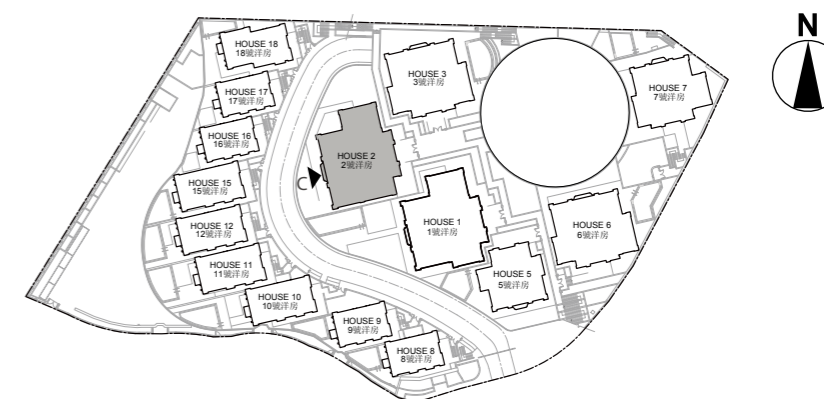 N
HOUSE 18
18號洋房
HOUSE 3
3號洋房
HOUSE 17
17號洋房
HOUSE 7
7號洋房
HOUSE 16
16號洋房
HOUSE 2
2號洋房
C
HOUSE 15
15號洋房
HOUSE 1
1號洋房
HOUSE 6
6號洋房
HOUSE 12
12號洋房
HOUSE 11
11號洋房
HOUSE 5
5號洋房
HOUSE 10
10號洋房
HOUSE 9
9號洋房
HOUSE 8
8號洋房